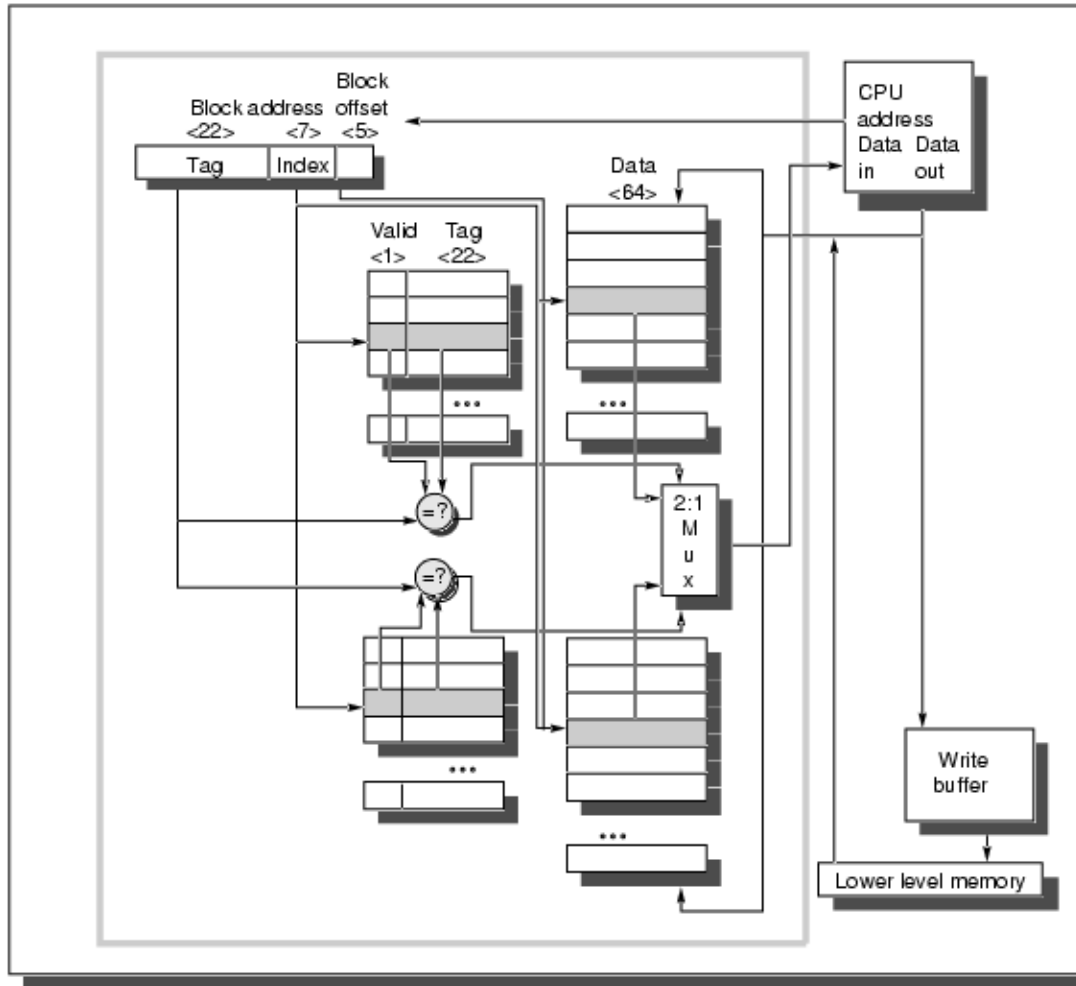 Block
Block address offset
<22> <7> <5>
Tag Index
CPU
address
Data Data
in out
Data
<64>
Valid Tag
<1> <22>
•••
•••
=?
2:1
M
u
x
=?
•••
•••
Write
buffer
Lower level memory